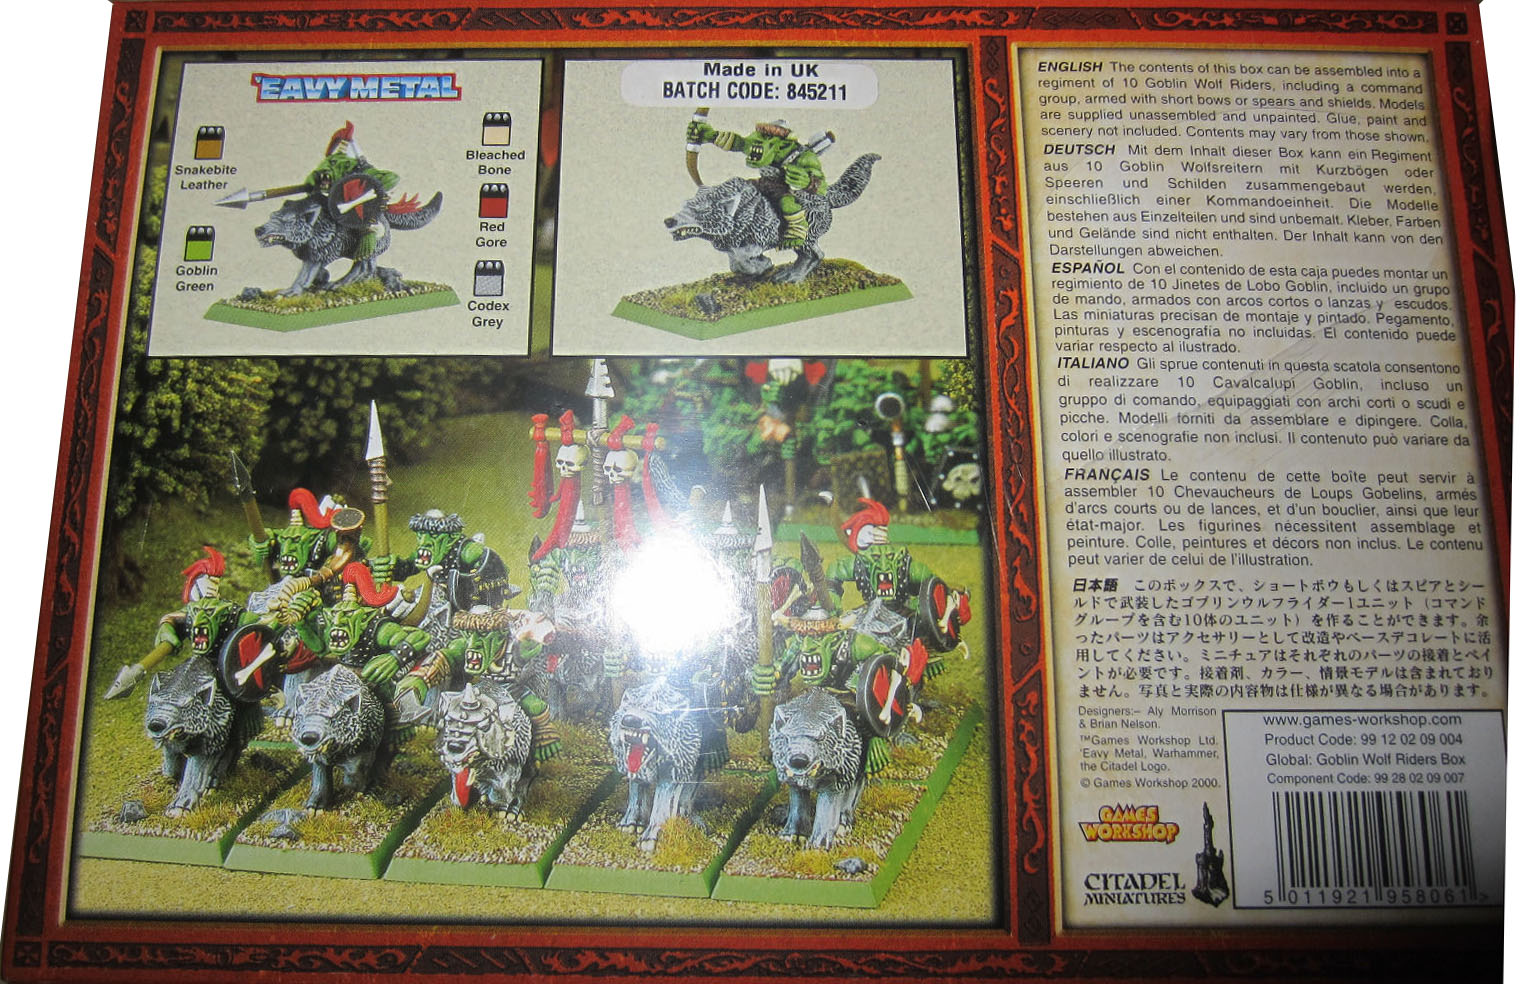 'EAVY METAL
Snakebite
Leather
Goblin
Green
Bleached
Bone
Red
Gore
Codex
Grey
Made in UK
BATCH CODE: 845211
ENGLISH The contents of this box can be assembled into a
regiment of 10 Goblin Wolf Riders, including a command
group, armed with short bows or spears and shields. Models
are supplied unassembled and unpainted. Glue, paint and
scenery not included. Contents may vary from those shown.
DEUTSCH Mit dem Inhalt dieser Box kann ein Regiment
aus 10 Goblin Wolfsreitern mit Kurzbögen oder
Speeren und Schilden zusammengebaut werden,
einschließlich einer Kommandoeinheit. Die Modelle
bestehen aus Einzelteilen und sind unbemalt. Kleber, Farben
und Gelände sind nicht enthalten. Der Inhalt kann von den
Darstellungen abweichen.
ESPAÑOL Con el contenido de esta caja puedes montar un
regimiento de 10 Jinetes de Lobo Goblin, incluido un grupo
de mando, armados con arcos cortos o lanzas y escudos.
Las miniaturas precisan de montaje y pintado. Pegamento,
pinturas y escenografía no incluidas. El contenido puede
variar respecto al ilustrado.
ITALIANO Gli sprue contenuti in questa scatola consentono
di realizzare 10 Cavalcalupi Goblin, incluso un
gruppo di comando, equipaggiati con archi corti o scudi e
picche. Modelli forniti da assemblare e dipingere. Colla,
colori e scenografie non inclusi. Il contenuto può variare da
quello illustrato.
FRANÇAIS Le contenu de cette boîte peut servir à
assembler 10 Chevaucheurs de Loups Gobelins, armés
d'arcs courts ou de lances, et d'un bouclier, ainsi que leur
état-major. Les figurines nécessitent assemblage et
peinture. Colle, peintures et décors non inclus. Le contenu
peut varier de celui de l'illustration.
日本語 このボックスで、ショートボウもしくはスピアとシー
ルドで武装したゴブリンウルフライダー1ユニット（コマンド
グループを含む10体のユニット）を作ることができます。余
ったパーツはアクセサリーとして改造やベースデコレートに活
用してください。ミニチュアはそれぞれのパーツの接着とペイ
ントが必要です。接着剤、カラー、情景モデルは含まれており
ません。写真と実際の内容物は仕様が異なる場合があります。
Designers:– Aly Morrison
& Brian Nelson.
™Games Workshop Ltd.
'Eavy Metal, Warhammer,
the Citadel Logo.
© Games Workshop 2000.
GAMES
WORKSHOP
CITADEL
MINIATURES
www.games-workshop.com
Product Code: 99 12 02 09 004
Global: Goblin Wolf Riders Box
Component Code: 99 28 02 09 007
5 011921 958061 >